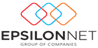 EPSILONNET
GROUP OF COMPANIES